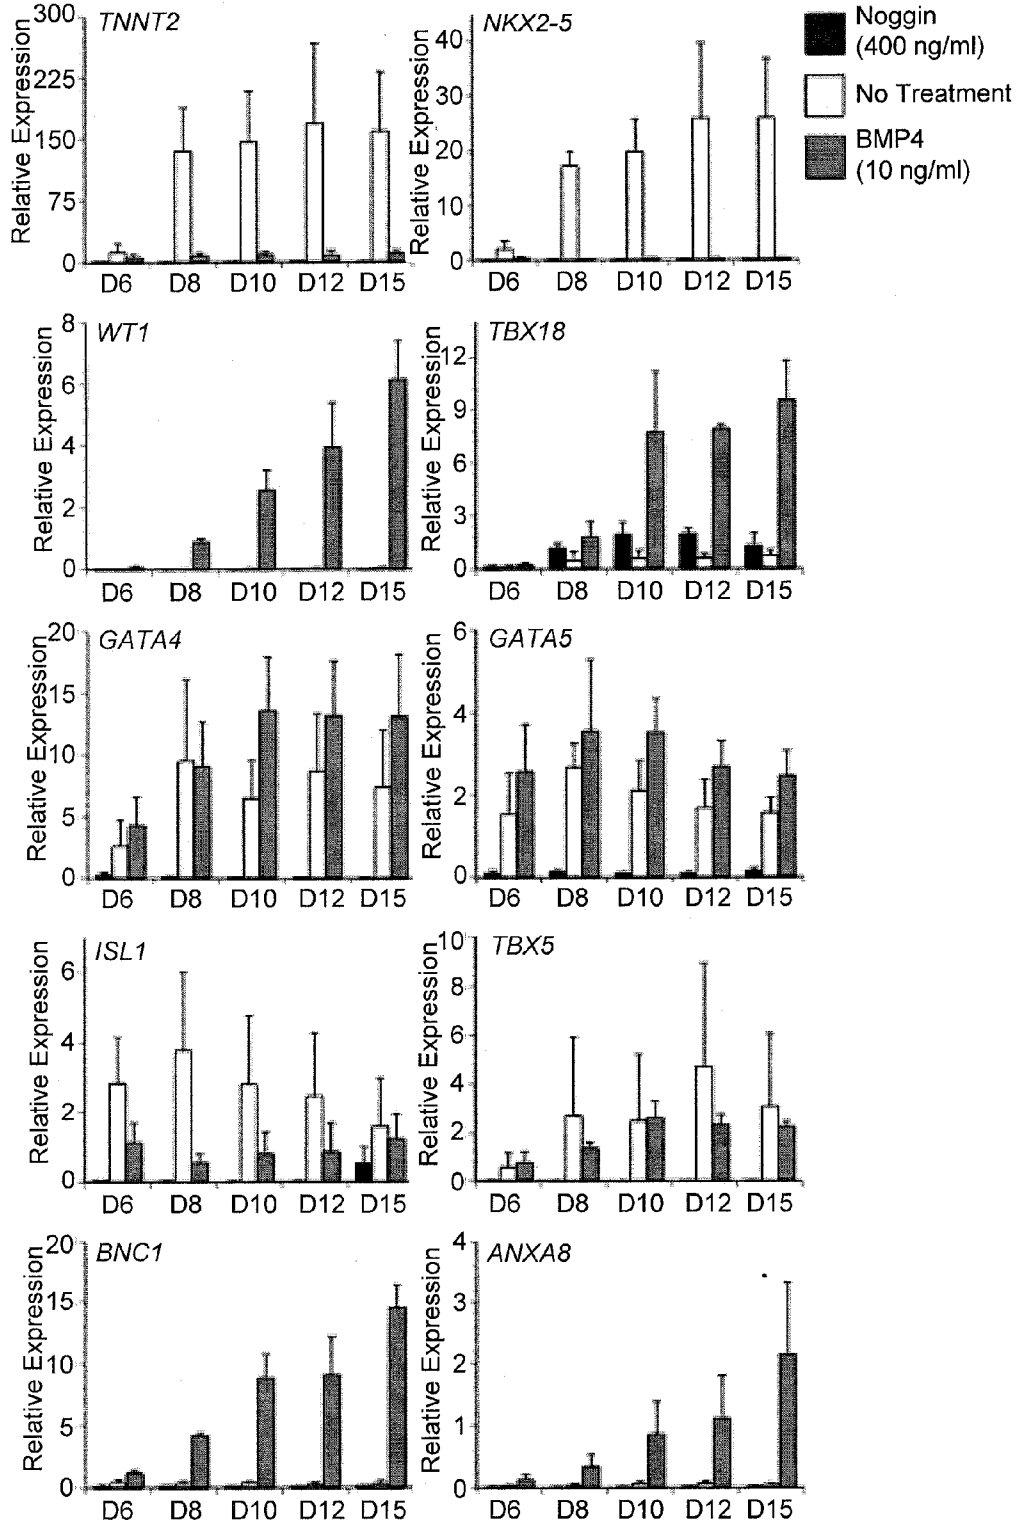 TNNT2
300
225
150
75
0
Relative Expression
D6 D8 D10 D12 D15
NKX2-5
40
30
20
10
0
Relative Expression
D6 D8 D10 D12 D15
Noggin
(400 ng/ml)
No Treatment
BMP4
(10 ng/ml)
WT1
8
6
4
2
0
Relative Expression
D6 D8 D10 D12 D15
TBX18
12
9
6
3
0
Relative Expression
D6 D8 D10 D12 D15
GATA4
20
15
10
5
0
Relative Expression
D6 D8 D10 D12 D15
GATA5
6
4
2
0
Relative Expression
D6 D8 D10 D12 D15
ISL1
6
4
2
0
Relative Expression
D6 D8 D10 D12 D15
TBX5
10
8
6
4
2
0
Relative Expression
D6 D8 D10 D12 D15
BNC1
20
15
10
5
0
Relative Expression
D6 D8 D10 D12 D15
ANXA8
4
3
2
1
0
Relative Expression
D6 D8 D10 D12 D15